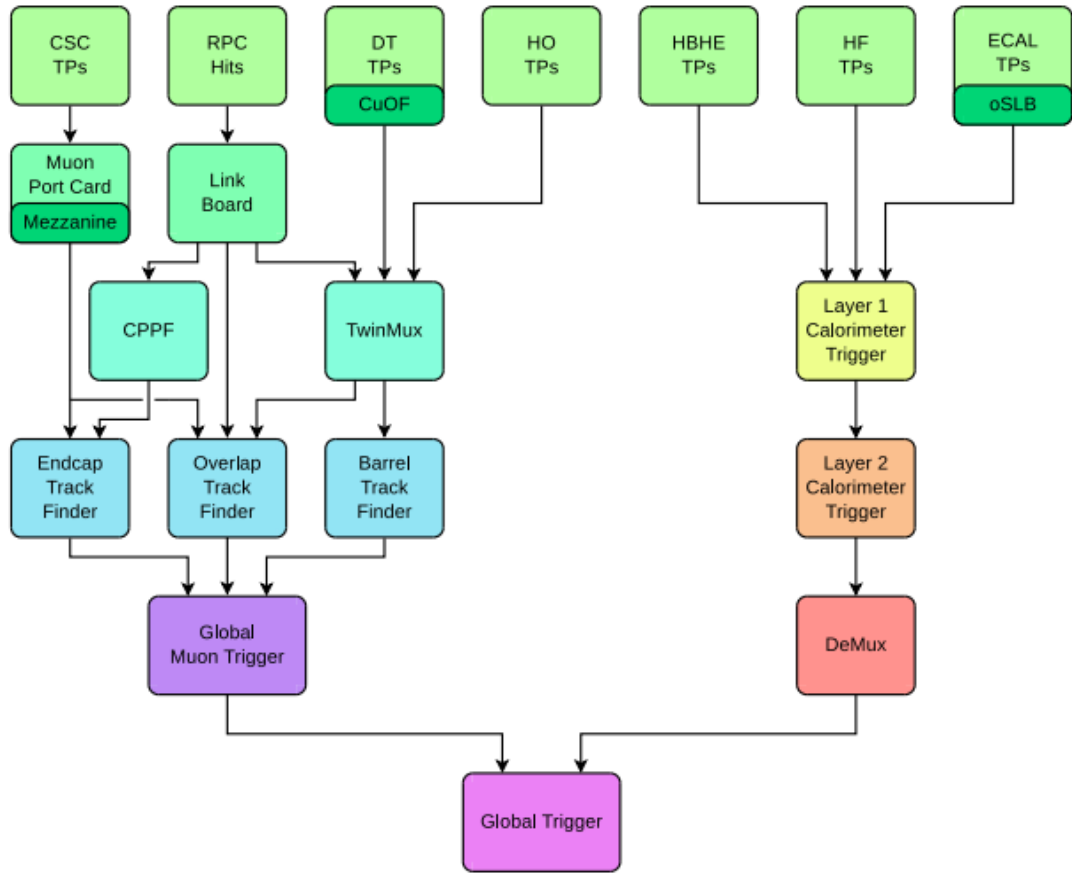 CSC
TPs
RPC
Hits
DT
TPs
CuOF
HO
TPs
HBHE
TPs
HF
TPs
ECAL
TPs
oSLB
Muon
Port Card
Mezzanine
Link
Board
CPPF
TwinMux
Layer 1
Calorimeter
Trigger
Endcap
Track
Finder
Overlap
Track
Finder
Barrel
Track
Finder
Layer 2
Calorimeter
Trigger
Global
Muon Trigger
DeMux
Global Trigger